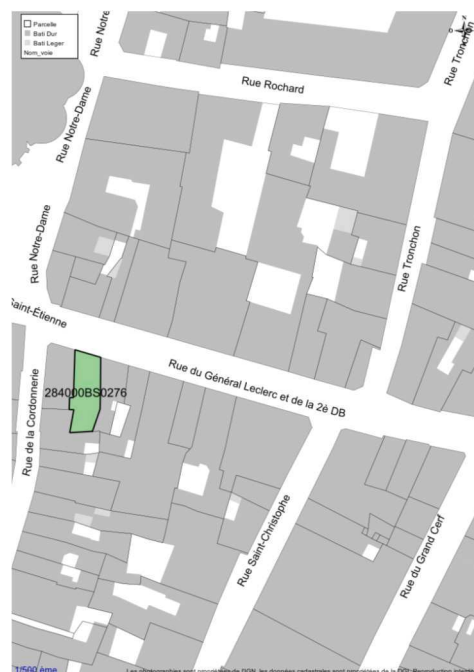 Parcelle
Bati Dur
Bati Leger
Nom_voie
Rue Notre
Rue Tronchon
Rue Rochard
Rue Notre-Dame
Rue Notre-Dame
Rue Tronchon
Saint-Étienne
Rue du Général Leclerc et de la 2è DB
284000BS0276
Rue de la Cordonnerie
Rue Saint-Christophe
Rue du Grand Cerf
1/500 ème